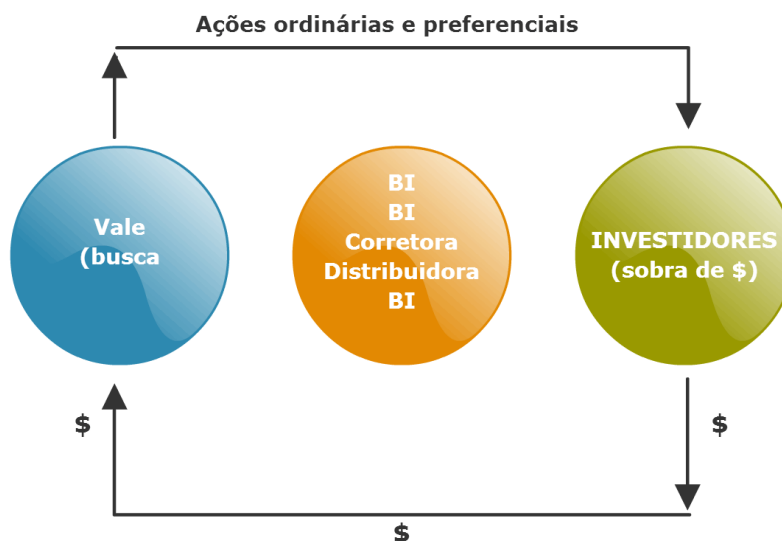 Ações ordinárias e preferenciais
Vale
(busca
BI
BI
Corretora
Distribuidora
BI
INVESTIDORES
(sobra de $)
$
$
$